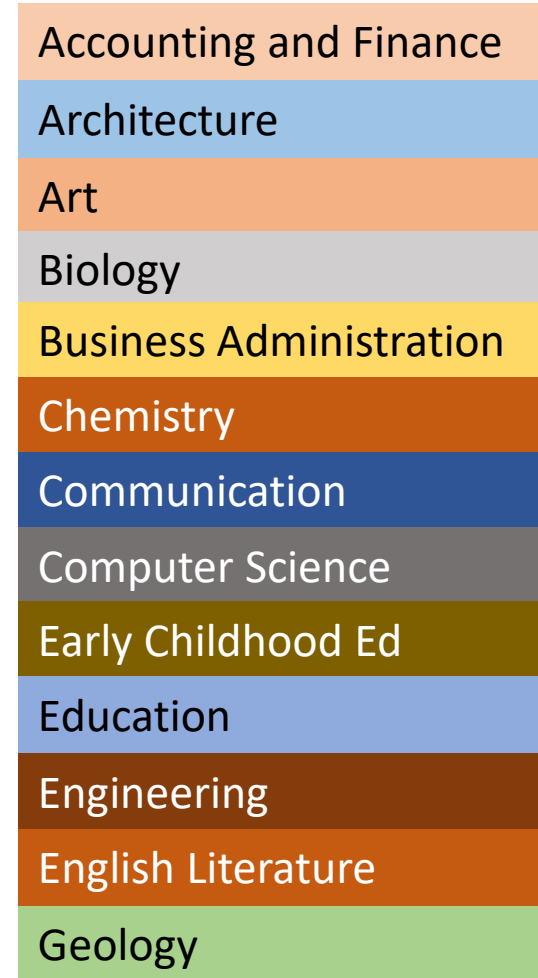 Accounting and Finance
Architecture
Art
Biology
Business Administration
Chemistry
Communication
Computer Science
Early Childhood Ed
Education
Engineering
English Literature
Geology